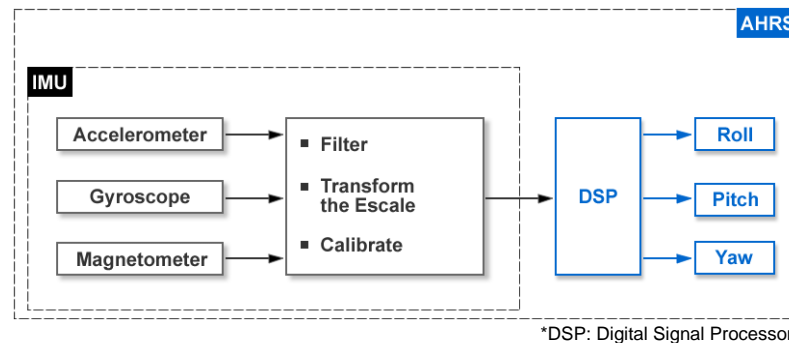 AHRS
IMU
Accelerometer
Gyroscope
Magnetometer
▪ Filter
▪ Transform
the Escale
▪ Calibrate
DSP
Roll
Pitch
Yaw
*DSP: Digital Signal Processor